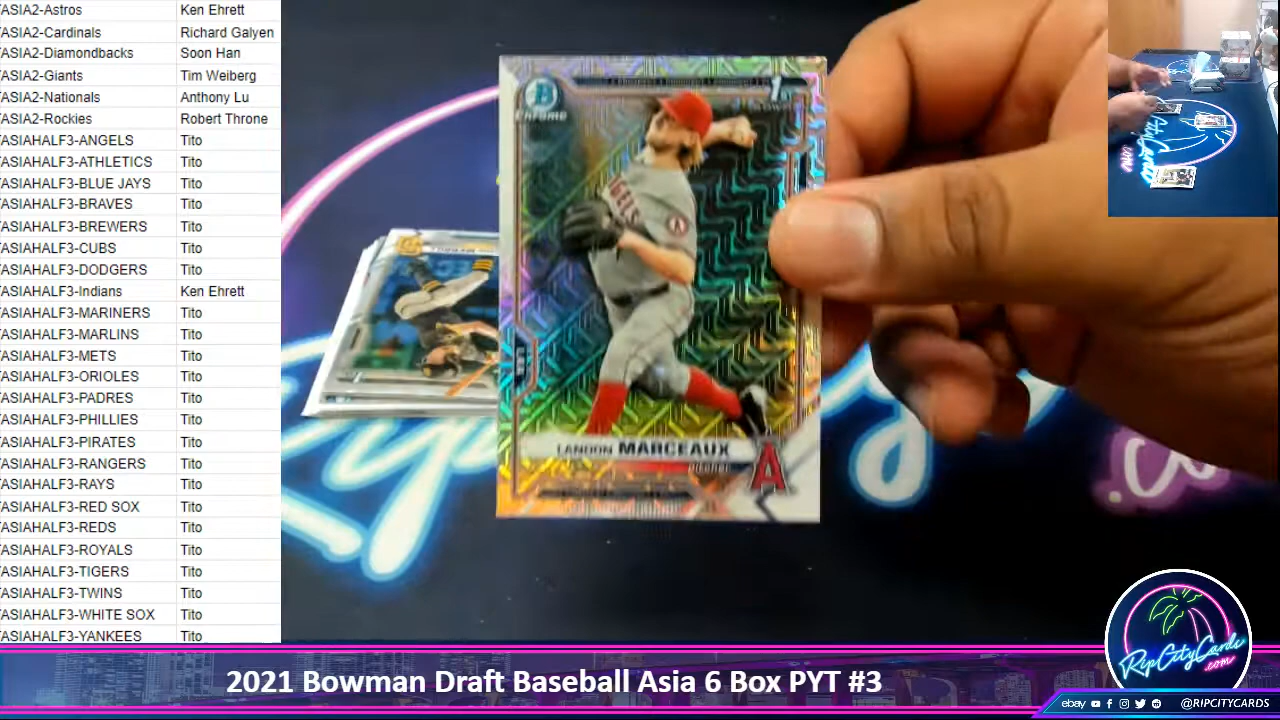 ASIA2-Astros Ken Ehrett
ASIA2-Cardinals Richard Galyen
ASIA2-Diamondbacks Soon Han
ASIA2-Giants Tim Weiberg
ASIA2-Nationals Anthony Lu
ASIA2-Rockies Robert Throne
ASIAHALF3-ANGELS Tito
ASIAHALF3-ATHLETICS Tito
ASIAHALF3-BLUE JAYS Tito
ASIAHALF3-BRAVES Tito
ASIAHALF3-BREWERS Tito
ASIAHALF3-CUBS Tito
ASIAHALF3-DODGERS Tito
ASIAHALF3-Indians Ken Ehrett
ASIAHALF3-MARINERS Tito
ASIAHALF3-MARLINS Tito
ASIAHALF3-METS Tito
ASIAHALF3-ORIOLES Tito
ASIAHALF3-PADRES Tito
ASIAHALF3-PHILLIES Tito
ASIAHALF3-PIRATES Tito
ASIAHALF3-RANGERS Tito
ASIAHALF3-RAYS Tito
ASIAHALF3-RED SOX Tito
ASIAHALF3-REDS Tito
ASIAHALF3-ROYALS Tito
ASIAHALF3-TIGERS Tito
ASIAHALF3-TWINS Tito
ASIAHALF3-WHITE SOX Tito
ASIAHALF3-YANKEES Tito
B
Chrome
1st
BOWMAN
ANGELS
LANDON MARCEAUX
PITCHER
A
RipCityCards
.com
2021 Bowman Draft Baseball Asia 6 Box PYT #3
ebay @RIPCITYCARDS